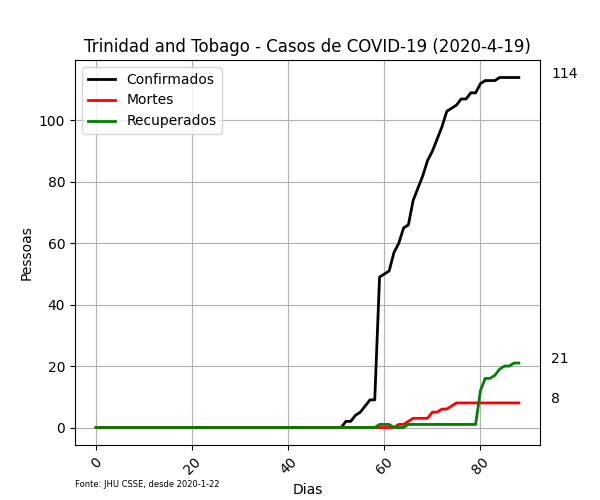 Trinidad and Tobago - Casos de COVID-19 (2020-4-19)
Confirmados
Mortes
Recuperados
114
21
8
100
80
60
40
20
0
Pessoas
0 20 40 60 80
Fonte: JHU CSSE, desde 2020-1-22
Dias